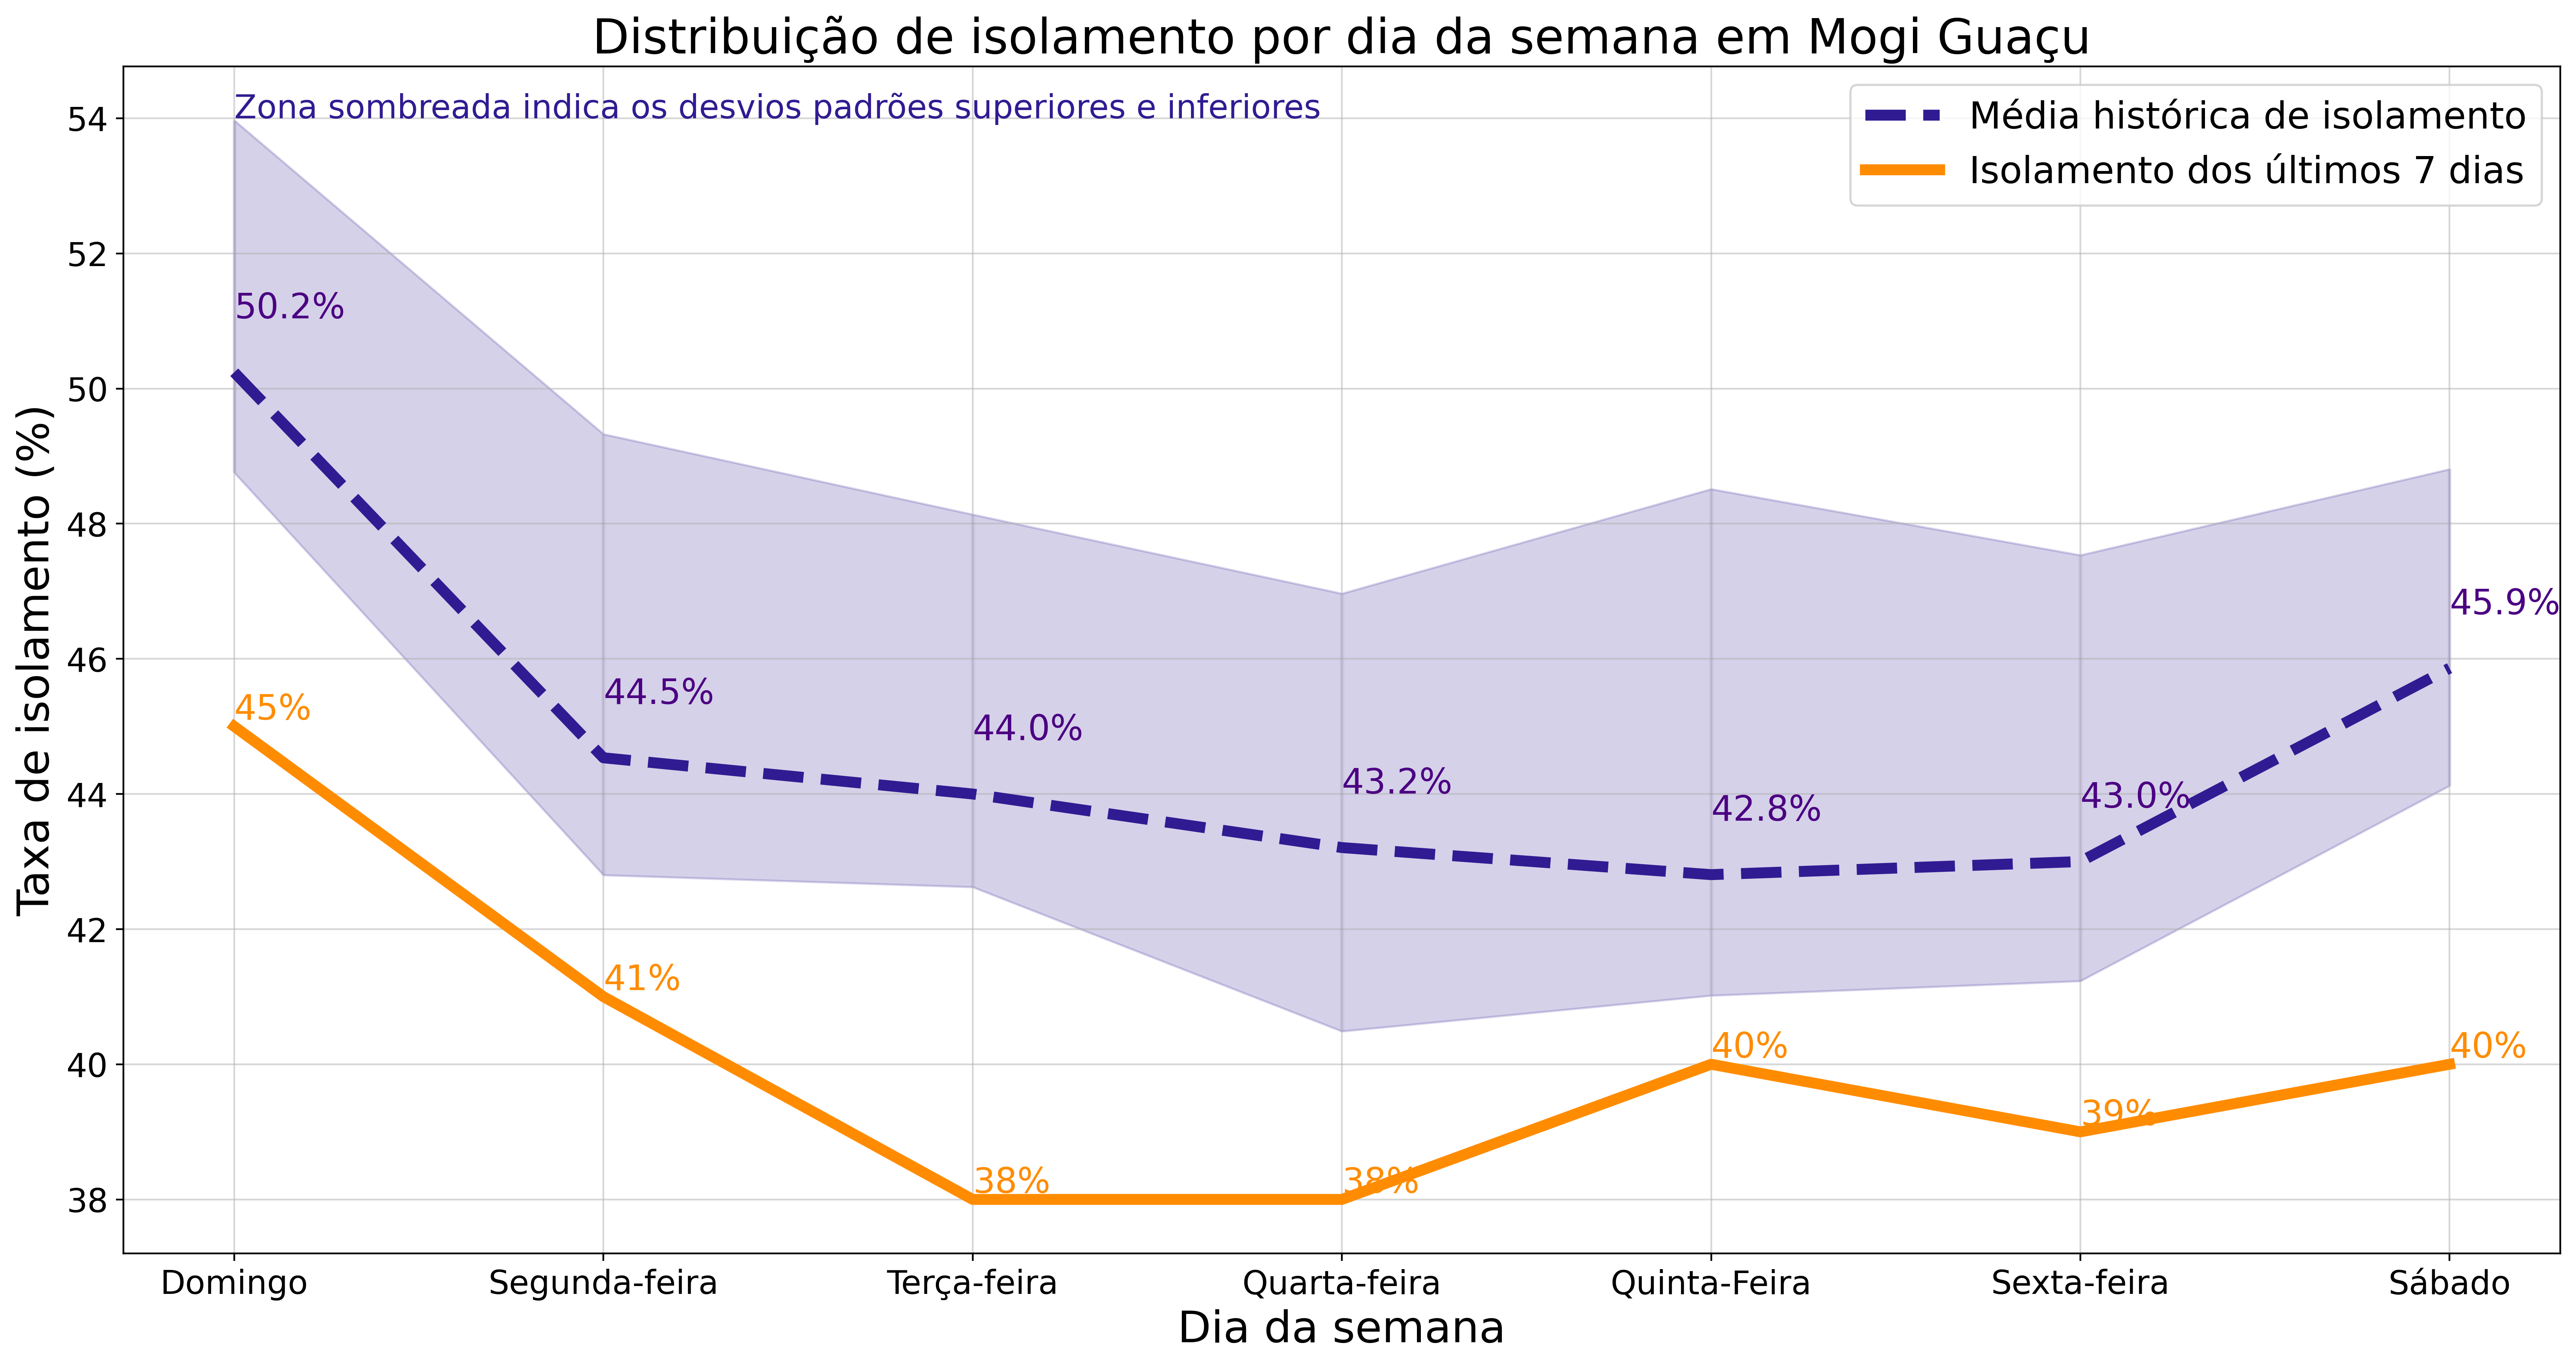 Distribuição de isolamento por dia da semana em Mogi Guaçu
Zona sombreada indica os desvios padrões superiores e inferiores
Média histórica de isolamento
Isolamento dos últimos 7 dias
Taxa de isolamento (%)
54
52
50
48
46
44
42
40
38
50.2%
44.5%
44.0%
43.2%
42.8%
43.0%
45.9%
45%
41%
38%
38%
40%
39%
40%
Domingo
Segunda-feira
Terça-feira
Quarta-feira
Quinta-Feira
Sexta-feira
Sábado
Dia da semana